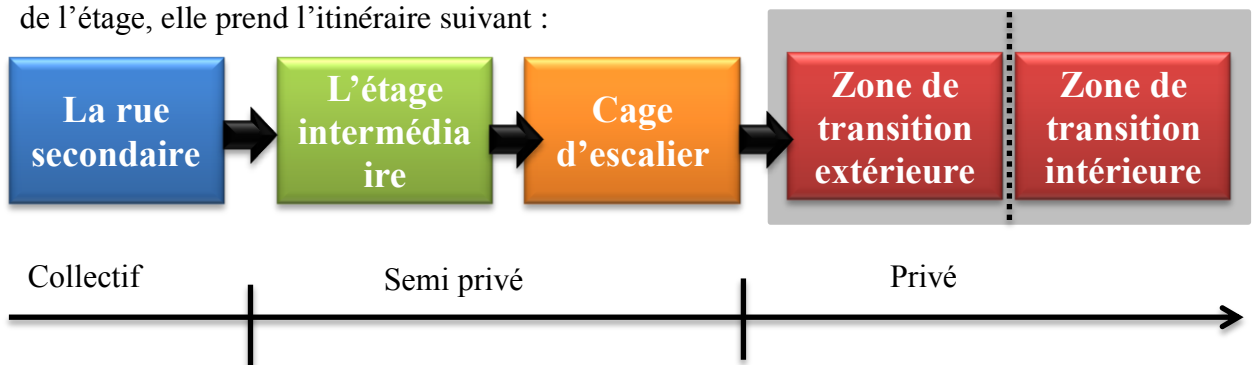 de l’étage, elle prend l’itinéraire suivant :
La rue
secondaire
L’étage
intermédia
ire
Cage
d’escalier
Zone de
transition
extérieure
Zone de
transition
intérieure
Collectif
Semi privé
Privé